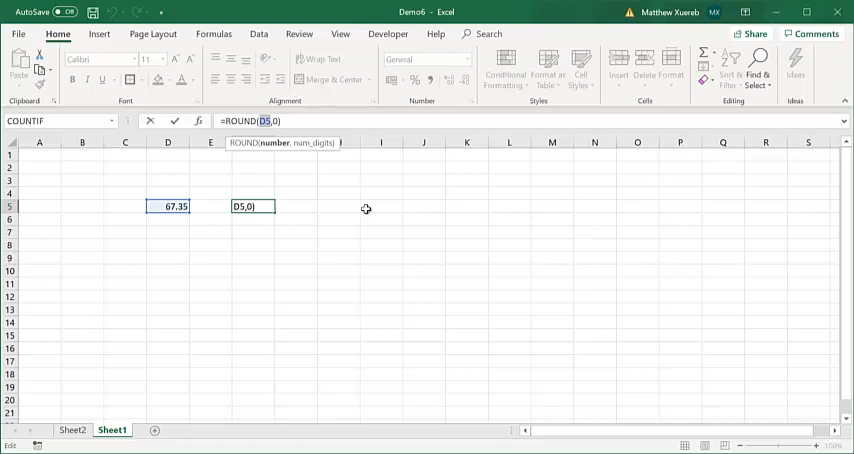 AutoSave Off
Demo6 - Excel
Matthew Xuereb MX
File Home Insert Page Layout Formulas Data Review View Developer Help Search
Share Comments
Paste
Clipboard
Calibri 11
B I U A A
Font
Wrap Text
Merge & Center
Alignment
General
%
Number
Conditional Formatting
Format as Table
Cell Styles
Styles
Insert Delete Format
Cells
Sort & Filter
Find & Select
Editing
Ideas
Ideas
COUNTIF fx =ROUND(D5,0)
ROUND(number, num_digits)
A B C D E H I J K L M N O P Q R S
1
2
3
4
5 67.35 D5,0)
6
7
8
9
10
11
12
13
14
15
16
17
18
19
20
21
Sheet2 Sheet1
Edit
100%